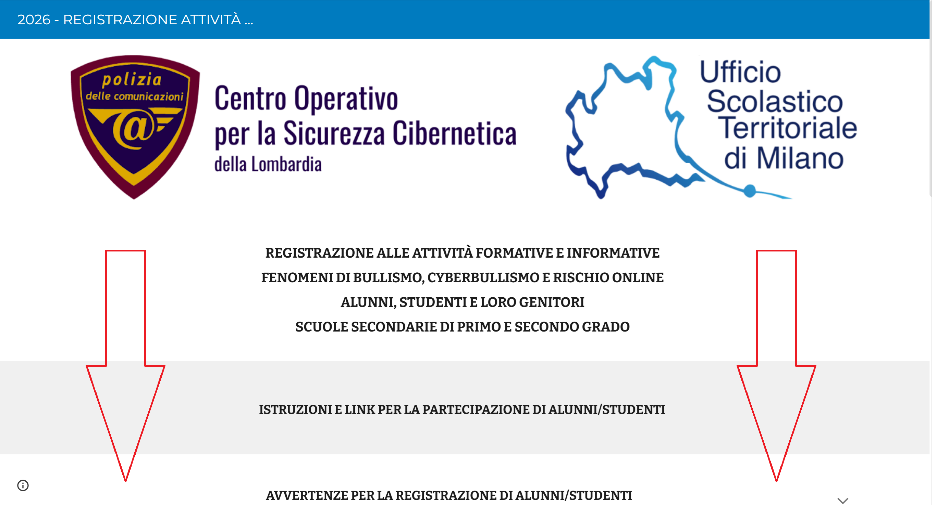 2026 - REGISTRAZIONE ATTIVITÀ ...
polizia
delle comunicazioni
@
Centro Operativo
per la Sicurezza Cibernetica
della Lombardia
Ufficio
Scolastico
Territoriale
di Milano
REGISTRAZIONE ALLE ATTIVITÀ FORMATIVE E INFORMATIVE
FENOMENI DI BULLISMO, CYBERBULLISMO E RISCHIO ONLINE
ALUNNI, STUDENTI E LORO GENITORI
SCUOLE SECONDARIE DI PRIMO E SECONDO GRADO
ISTRUZIONI E LINK PER LA PARTECIPAZIONE DI ALUNNI/STUDENTI
AVVERTENZE PER LA REGISTRAZIONE DI ALUNNI/STUDENTI